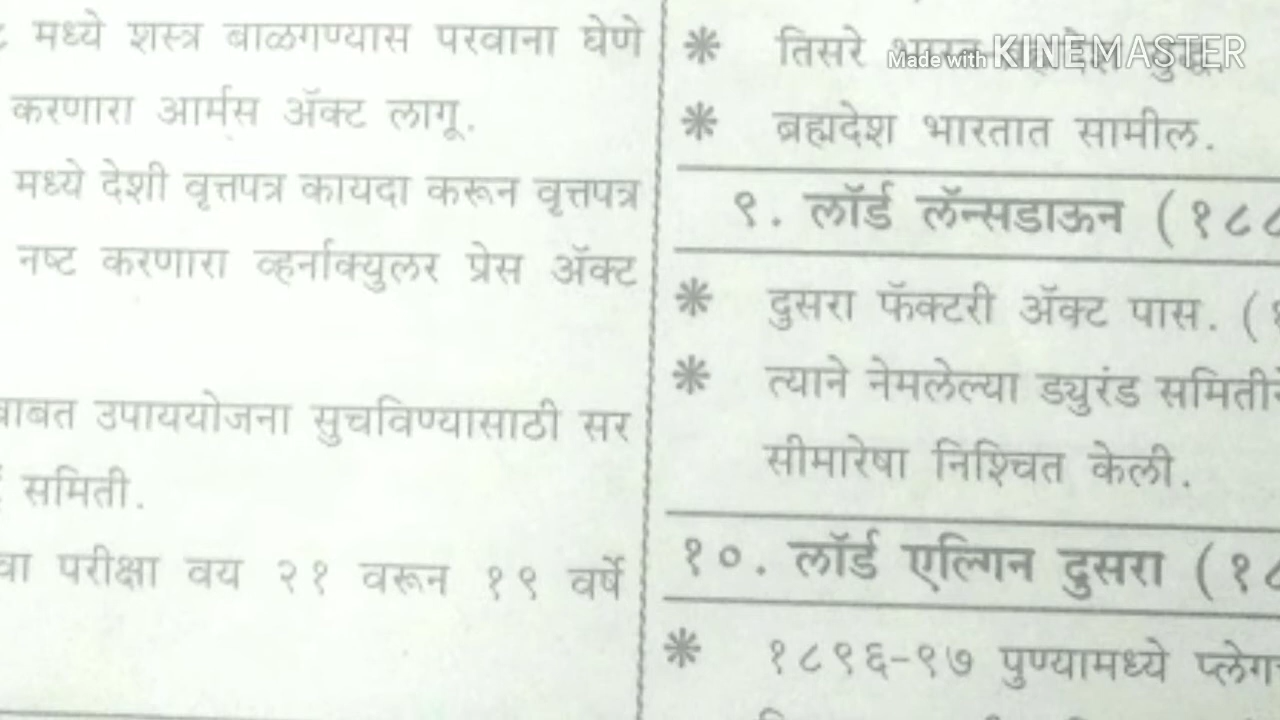 मध्ये शस्त्र बाळगण्यास परवाना घेणे
करणारा आर्मस ॲक्ट लागू.
मध्ये देशी वृत्तपत्र कायदा करून वृत्तपत्र
नष्ट करणारा व्हर्नाक्युलर प्रेस ॲक्ट
बाबत उपाययोजना सुचविण्यासाठी सर
समिती.
परीक्षा वय २१ वरून १९ वर्षे
* तिसरे
Made with KINEMASTER
* ब्रह्मदेश भारतात सामील.
९. लॉर्ड लॅन्सडाऊन (१८८
* दुसरा फॅक्टरी ॲक्ट पास. (१
* त्याने नेमलेल्या ड्युरंड समितीने
सीमारेषा निश्चित केली.
१०. लॉर्ड एल्गिन दुसरा (१८
* १८९६-९७ पुण्यामध्ये प्लेग